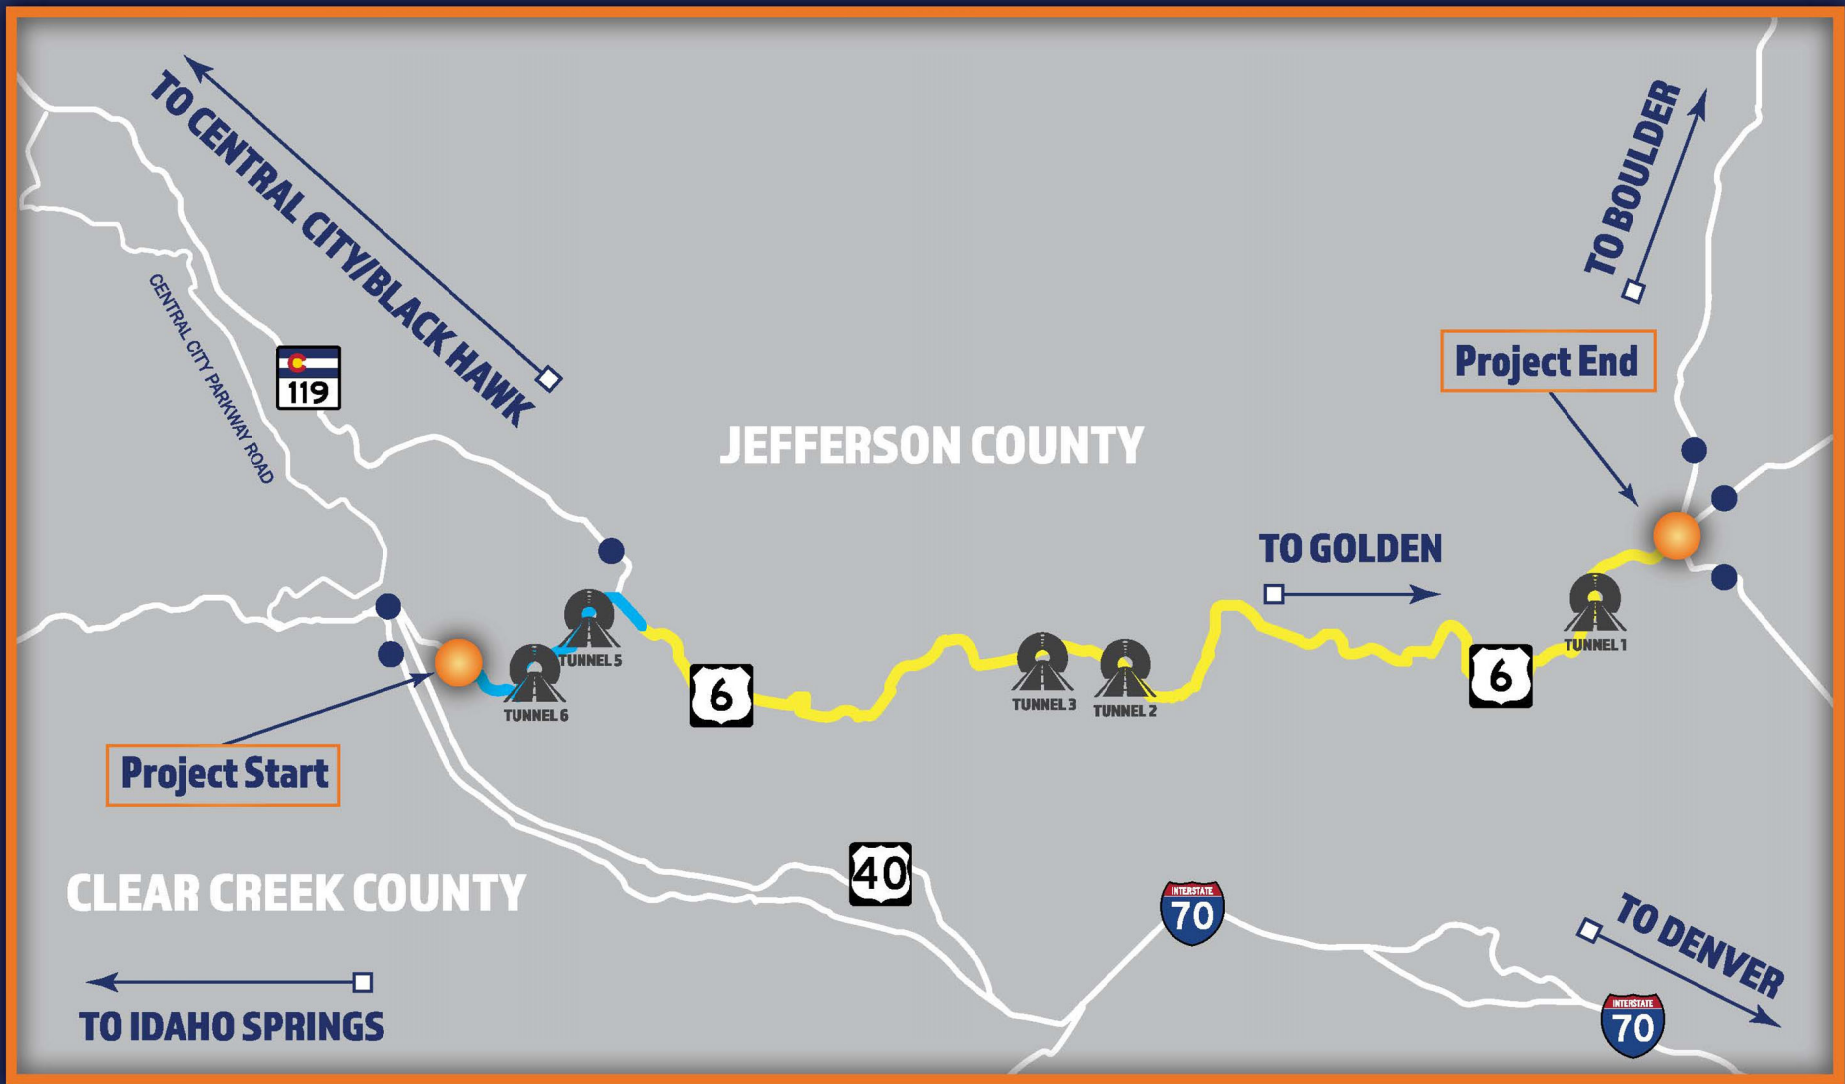 TO CENTRAL CITY/BLACK HAWK
TO BOULDER
CENTRAL CITY PARKWAY ROAD
119
Project End
JEFFERSON COUNTY
TO GOLDEN
TUNNEL 1
TUNNEL 5
6
6
TUNNEL 6
TUNNEL 3
TUNNEL 2
Project Start
40
CLEAR CREEK COUNTY
INTERSTATE
70
TO DENVER
TO IDAHO SPRINGS
INTERSTATE
70